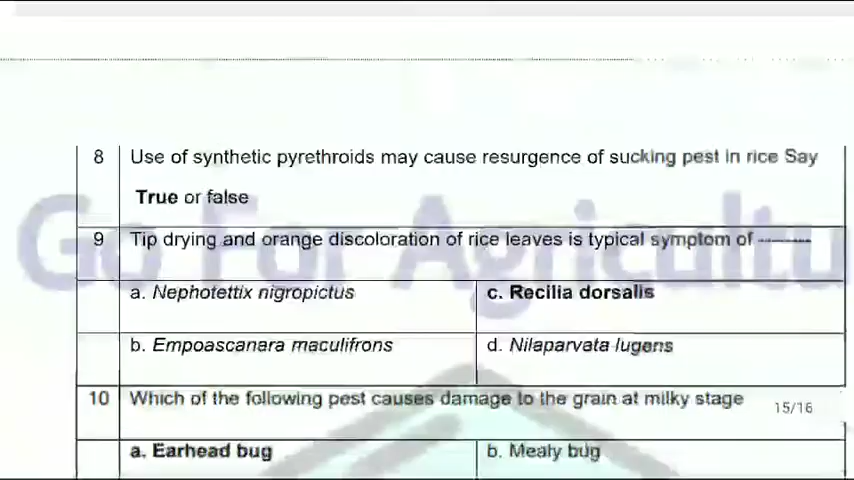 8 Use of synthetic pyrethroids may cause resurgence of sucking pest in rice Say
True or false
9 Tip drying and orange discoloration of rice leaves is typical symptom of --------
a. Nephotettix nigropictus c. Recilia dorsalis
b. Empoascanara maculifrons d. Nilaparvata lugens
10 Which of the following pest causes damage to the grain at milky stage
15/16
a. Earhead bug b. Mealy bug
Go For Agricultu